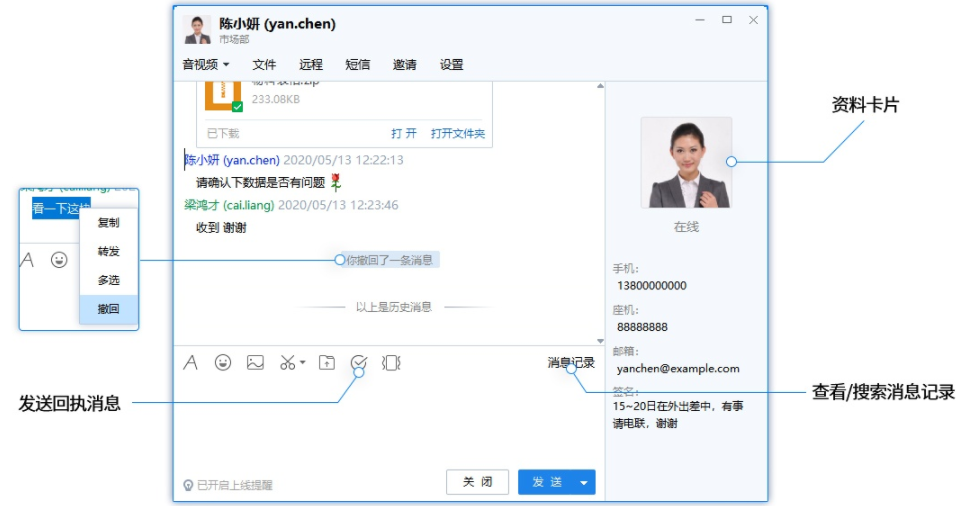 陈小妍 (yan.chen)
市场部
音视频 文件 远程 短信 邀请 设置
233.08KB
已下载 打开 打开文件夹
陈小妍 (yan.chen) 2020/05/13 12:22:13
请确认下数据是否有问题
梁鸿才 (cai.liang) 2020/05/13 12:23:46
收到 谢谢
你撤回了一条消息
以上是历史消息
消息记录
已开启上线提醒
关闭 发送
资料卡片
在线
手机:
13800000000
座机:
88888888
邮箱:
yanchen@example.com
签名:
15~20日在外出差中，有事
请电联，谢谢
看一下这
复制
转发
多选
撤回
发送回执消息
查看/搜索消息记录